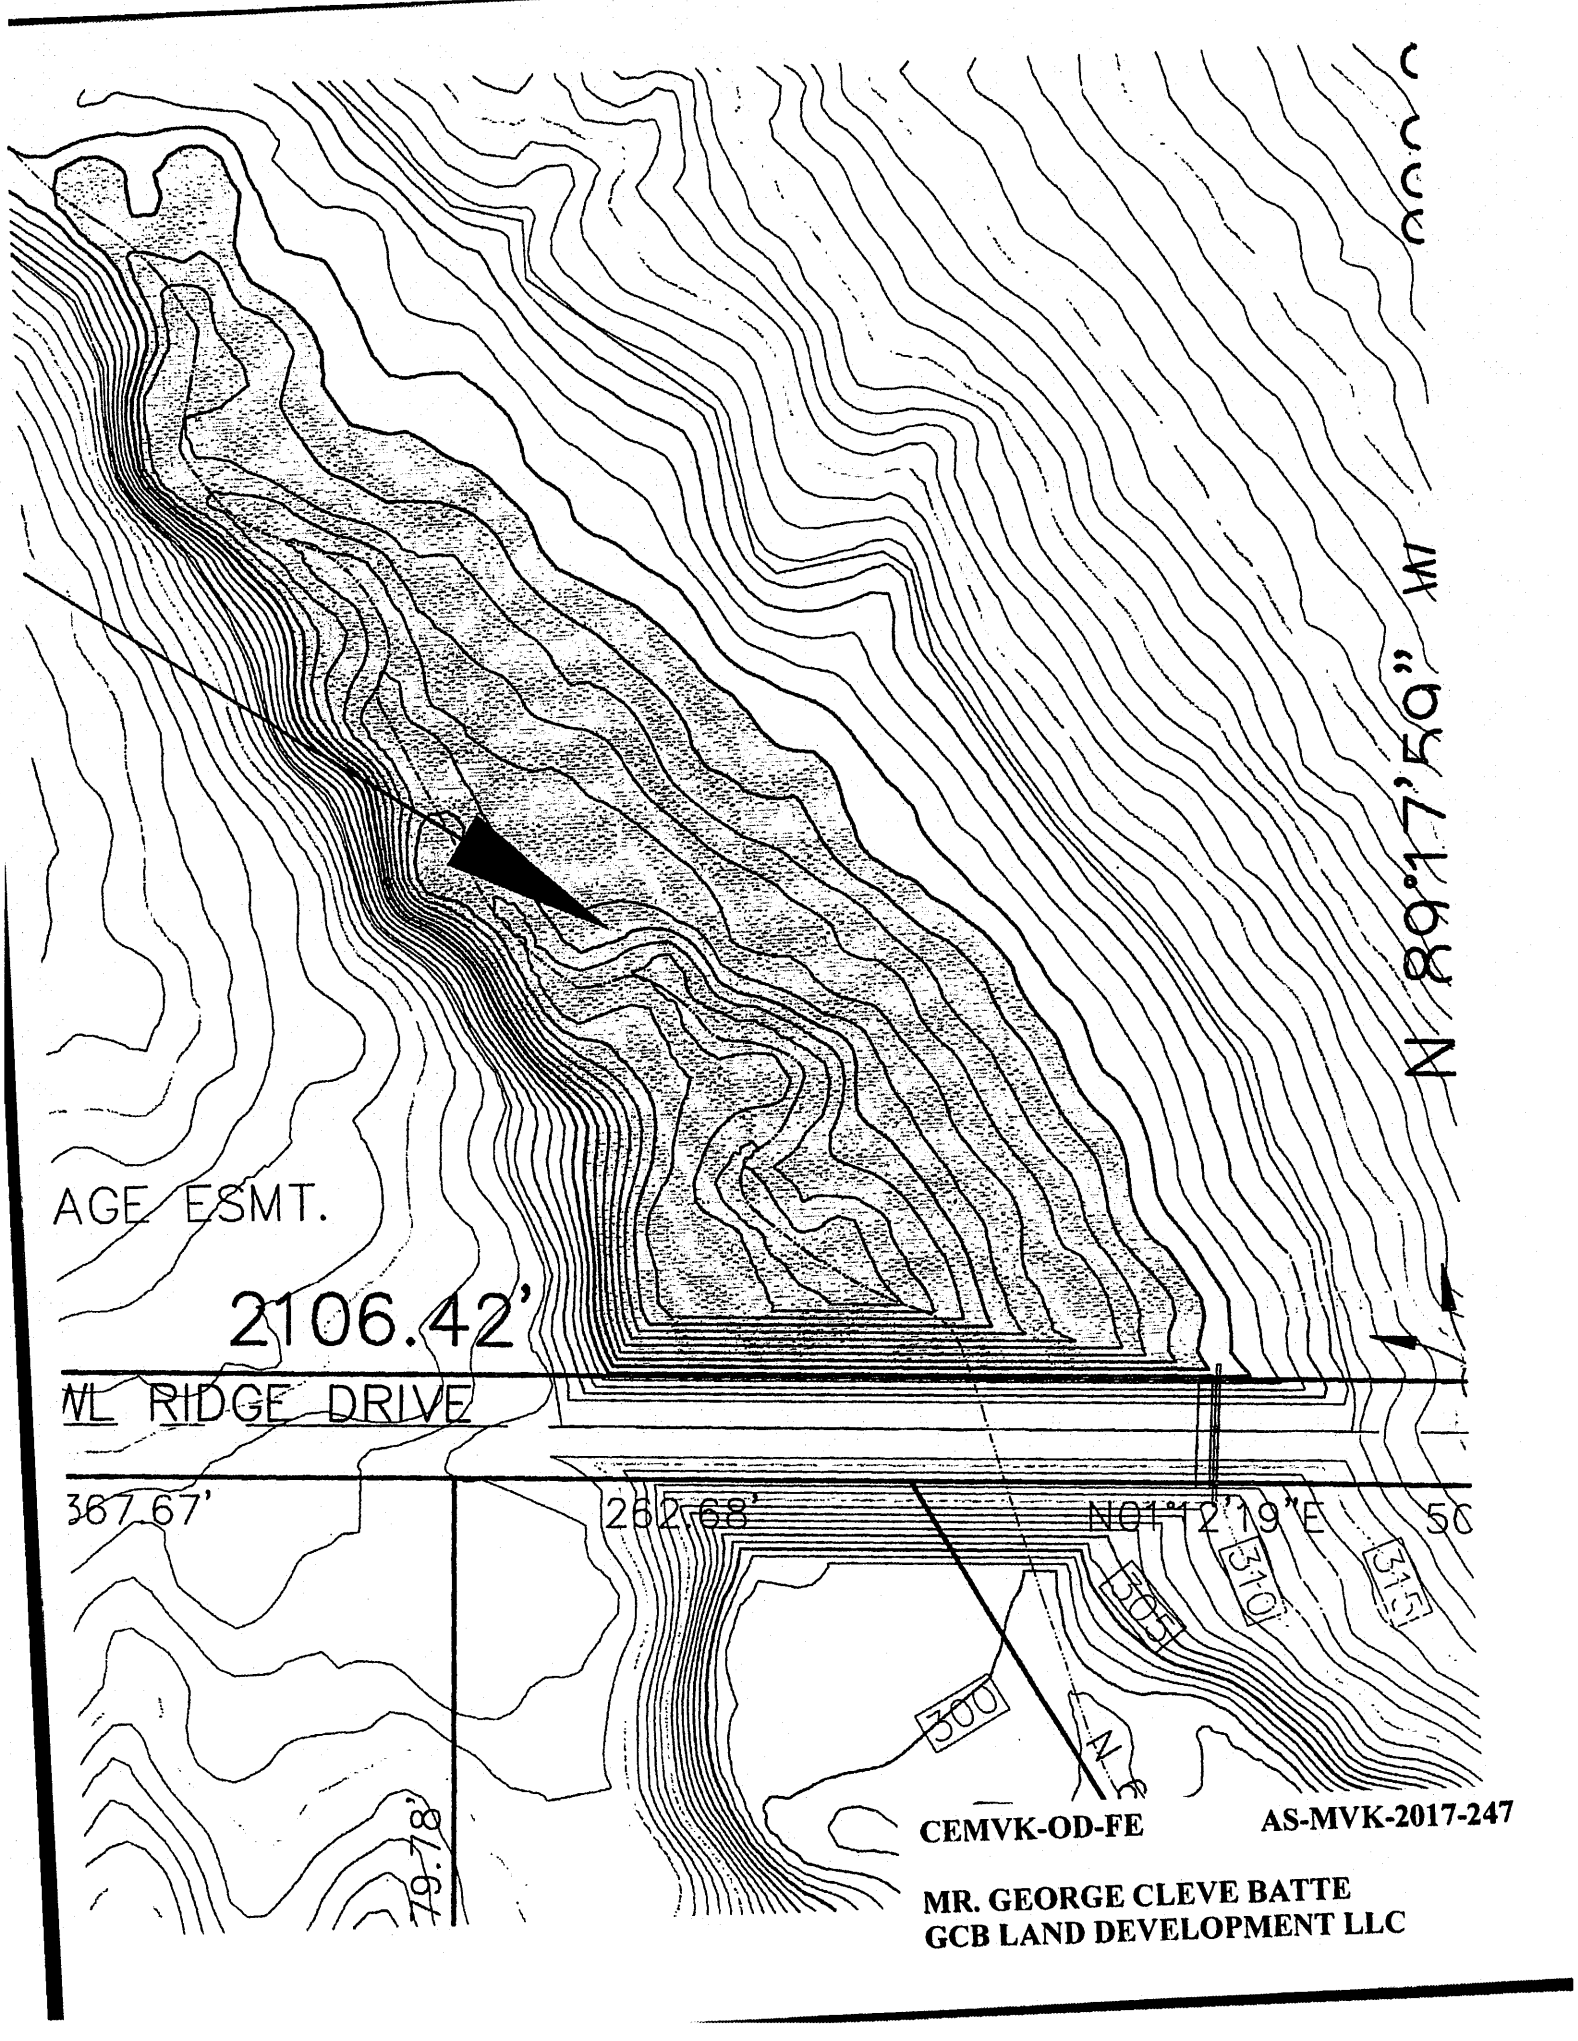 N 89°17'59"
AGE ESMT.
2106.42'
RIDGE DRIVE
367.67'
262.68'
N01°12'19"E
50
310
315
305
300
N
79.78'
CEMVK-OD-FE
AS-MVK-2017-247
MR. GEORGE CLEVE BATTE
GCB LAND DEVELOPMENT LLC